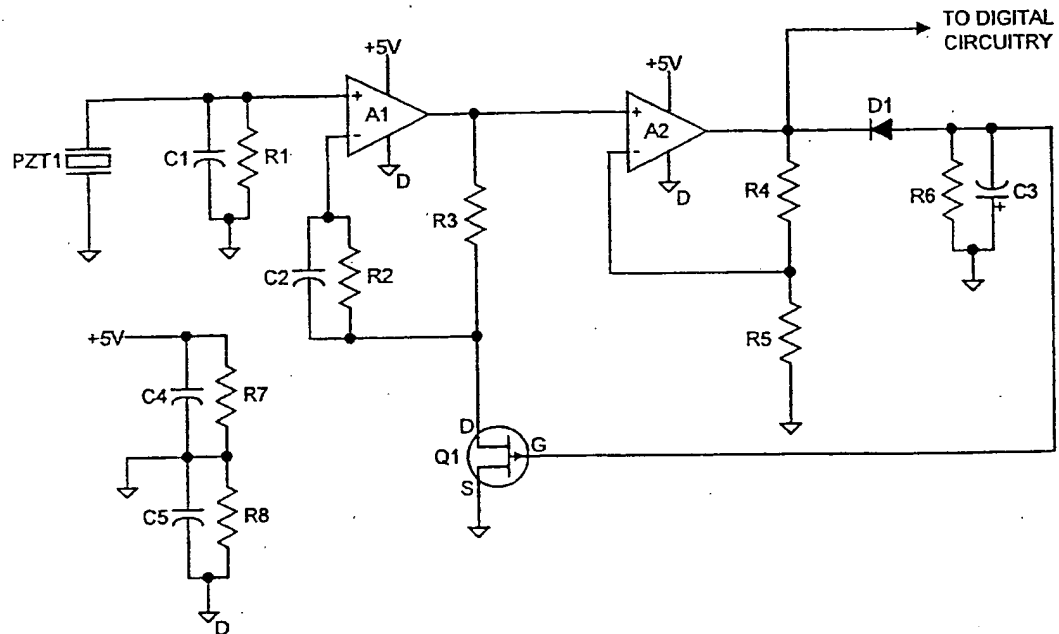 TO DIGITAL
CIRCUITRY
+5V
+5V
+
A1
-
D
+
A2
-
D
D1
PZT1
C1
R1
R3
R4
R6
C3
+
C2
R2
R5
+5V
C4
R7
D
Q1
G
S
C5
R8
D